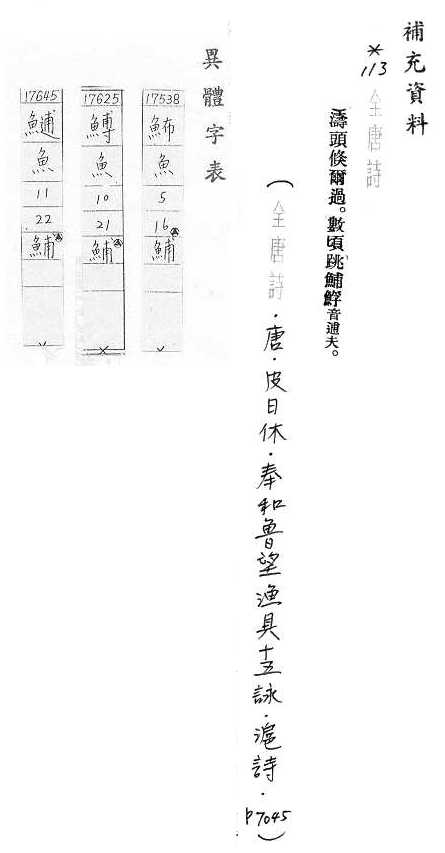 補充資料
*113 全唐詩
濤頭倏爾過。數頃跳鯆䱐音逋夫。
(全唐詩.唐.皮日休.奉和魯望漁具十五詠.滬詩.P7045)
異體字表
17538
鈽
魚
5
16
鯆
17625
鱄
魚
10
21
鯆
17645
魚
11
22
鯆